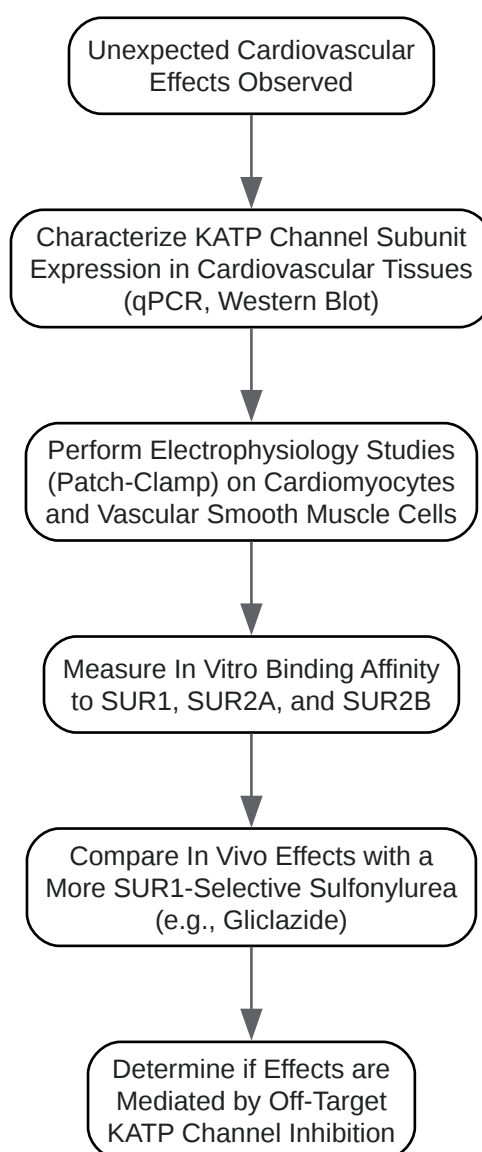 Unexpected Cardiovascular
Effects Observed
Characterize KATP Channel Subunit
Expression in Cardiovascular Tissues
(qPCR, Western Blot)
Perform Electrophysiology Studies
(Patch-Clamp) on Cardiomyocytes
and Vascular Smooth Muscle Cells
Measure In Vitro Binding Affinity
to SUR1, SUR2A, and SUR2B
Compare In Vivo Effects with a
More SUR1-Selective Sulfonylurea
(e.g., Gliclazide)
Determine if Effects are
Mediated by Off-Target
KATP Channel Inhibition